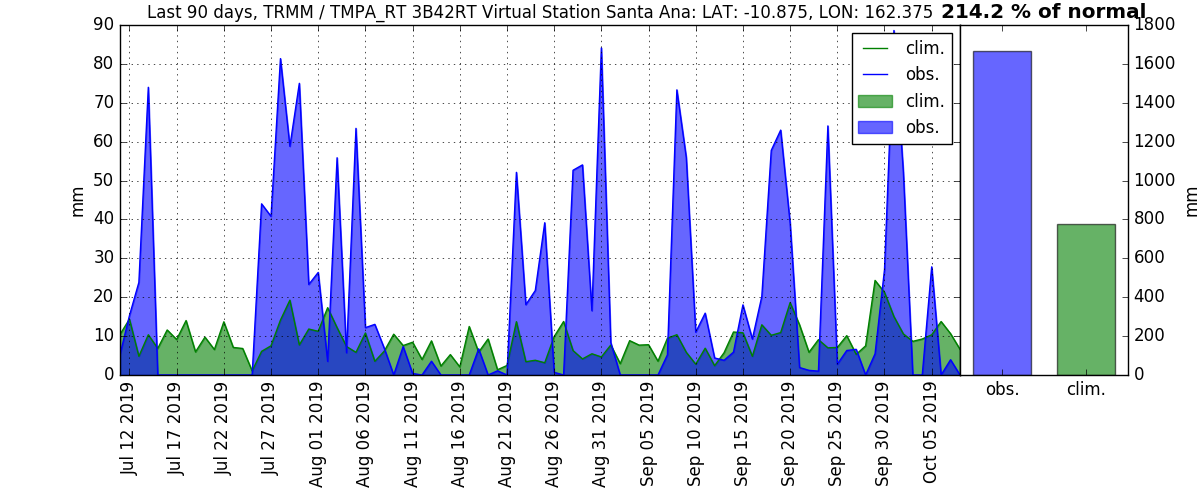 Last 90 days, TRMM / TMPA_RT 3B42RT Virtual Station Santa Ana: LAT: -10.875, LON: 162.375 214.2 % of normal
90
80
70
60
50
40
30
20
10
0
mm
clim.
obs.
clim.
obs.
1800
1600
1400
1200
1000
800
600
400
200
0
mm
obs. clim.
Jul 12 2019
Jul 17 2019
Jul 22 2019
Jul 27 2019
Aug 01 2019
Aug 06 2019
Aug 11 2019
Aug 16 2019
Aug 21 2019
Aug 26 2019
Aug 31 2019
Sep 05 2019
Sep 10 2019
Sep 15 2019
Sep 20 2019
Sep 25 2019
Sep 30 2019
Oct 05 2019